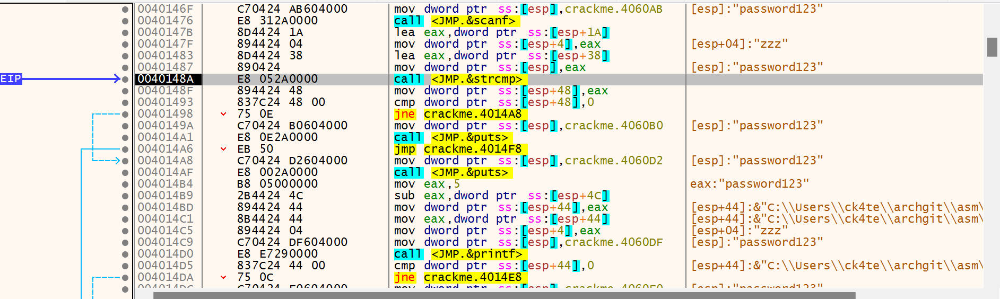 0040146F C70424 AB604000 mov dword ptr ss:[esp],crackme.4060AB [esp]:"password123"
00401476 E8 312A0000 call <JMP.&scanf>
0040147B 8D4424 1A lea eax,dword ptr ss:[esp+1A]
0040147F 894424 04 mov dword ptr ss:[esp+4],eax [esp+04]:"zzz"
00401483 8D4424 38 lea eax,dword ptr ss:[esp+38]
00401487 890424 mov dword ptr ss:[esp],eax [esp]:"password123"
EIP 0040148A E8 052A0000 call <JMP.&strcmp>
0040148F 894424 48 mov dword ptr ss:[esp+48],eax
00401493 837C24 48 00 cmp dword ptr ss:[esp+48],0
00401498 75 0E jne crackme.4014A8
0040149A C70424 B0604000 mov dword ptr ss:[esp],crackme.4060B0 [esp]:"password123"
004014A1 E8 0E2A0000 call <JMP.&puts>
004014A6 EB 50 jmp crackme.4014F8
004014A8 C70424 D2604000 mov dword ptr ss:[esp],crackme.4060D2 [esp]:"password123"
004014AF E8 002A0000 call <JMP.&puts>
004014B4 B8 05000000 mov eax,5 eax:"password123"
004014B9 2B4424 4C sub eax,dword ptr ss:[esp+4C]
004014BD 894424 44 mov dword ptr ss:[esp+44],eax [esp+44]:&"C:\\Users\\ck4te\\archgit\\asm\
004014C1 8B4424 44 mov eax,dword ptr ss:[esp+44] [esp+44]:&"C:\\Users\\ck4te\\archgit\\asm\
004014C5 894424 04 mov dword ptr ss:[esp+4],eax [esp+04]:"zzz"
004014C9 C70424 DF604000 mov dword ptr ss:[esp],crackme.4060DF [esp]:"password123"
004014D0 E8 E7290000 call <JMP.&printf>
004014D5 837C24 44 00 cmp dword ptr ss:[esp+44],0 [esp+44]:&"C:\\Users\\ck4te\\archgit\\asm\
004014DA 75 0C jne crackme.4014E8
mov dword ptr ss:[esp] [esp]:"password123"